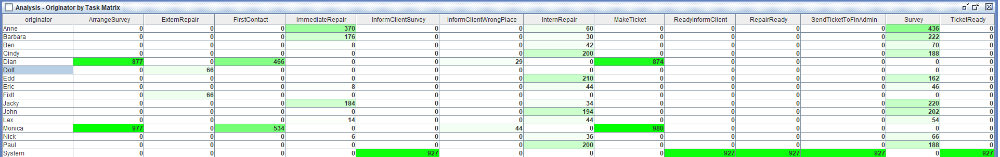 Analysis - Originator by Task Matrix
originator ArrangeSurvey ExternRepair FirstContact ImmediateRepair InformClientSurvey InformClientWrongPlace InternRepair MakeTicket ReadyInformClient RepairReady SendTicketToFinAdmin Survey TicketReady
Anne 0 0 0 370 0 0 60 0 0 0 0 436 0
Barbara 0 0 0 176 0 0 30 0 0 0 0 222 0
Ben 0 0 0 8 0 0 42 0 0 0 0 70 0
Cindy 0 0 0 0 0 0 200 0 0 0 0 188 0
Dian 877 0 466 0 0 29 0 874 0 0 0 0 0
DoIt 0 66 0 0 0 0 0 0 0 0 0 0 0
Edd 0 0 0 0 0 0 210 0 0 0 0 162 0
Eric 0 0 0 8 0 0 44 0 0 0 0 46 0
FixIt 0 66 0 0 0 0 0 0 0 0 0 0 0
Jacky 0 0 0 184 0 0 34 0 0 0 0 220 0
John 0 0 0 0 0 0 194 0 0 0 0 202 0
Lex 0 0 0 14 0 0 44 0 0 0 0 54 0
Monica 977 0 534 0 0 44 0 980 0 0 0 0 0
Nick 0 0 0 6 0 0 36 0 0 0 0 66 0
Paul 0 0 0 0 0 0 200 0 0 0 0 188 0
System 0 0 0 0 927 0 0 0 927 927 927 0 927